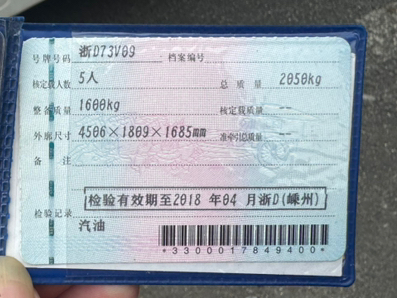 号牌号码 浙D73V09 档案编号
核定载人数 5人 总质量 2050kg
整备质量 1600kg 核定载质量 --
外廓尺寸 4506×1809×1685mm 准牵引总质量 --
备注
检验有效期至2018年04月浙D(嵊州)
检验记录
汽油
*3300017849400*